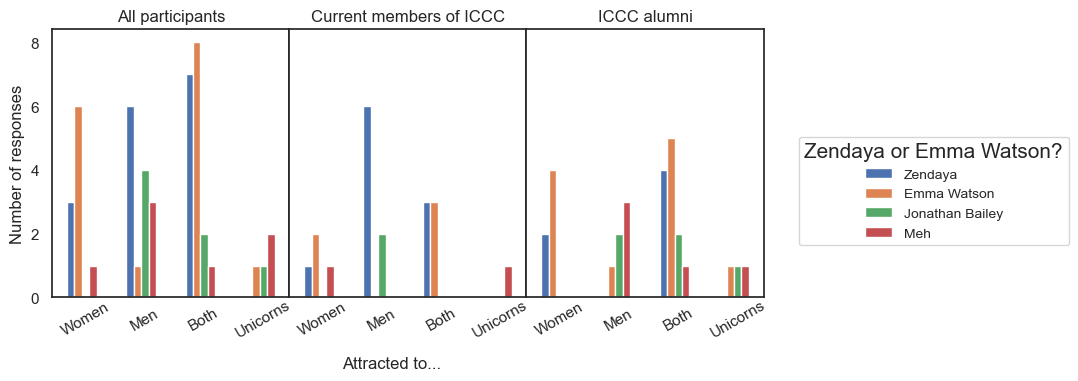 All participants
Current members of ICCC
ICCC alumni
Number of responses
8
6
4
2
0
Women
Men
Both
Unicorns
Women
Men
Both
Unicorns
Women
Men
Both
Unicorns
Attracted to...
Zendaya or Emma Watson?
Zendaya
Emma Watson
Jonathan Bailey
Meh